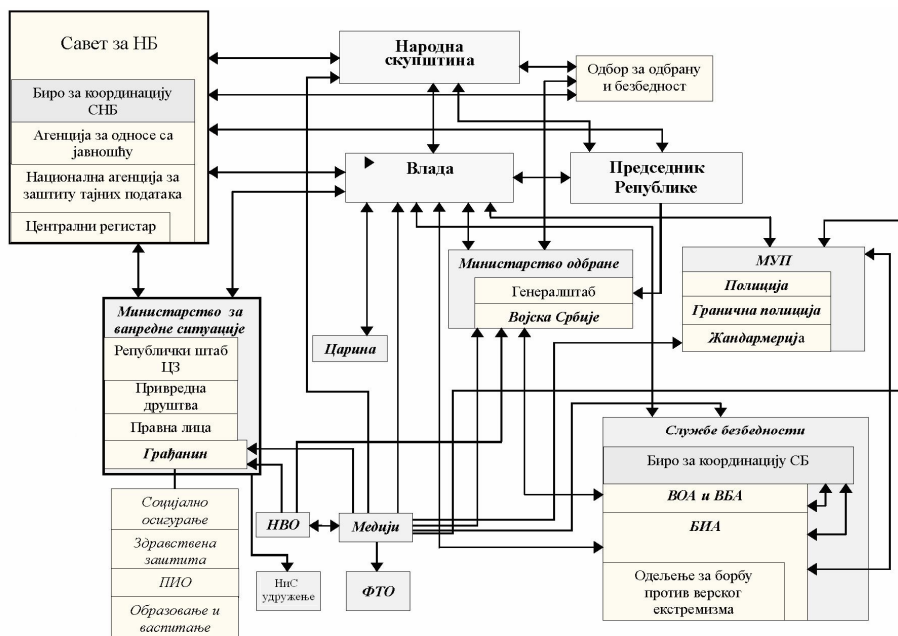 Савет за НБ
Биро за координацију
СНБ
Агенција за односе са
јавношћу
Национална агенција за
заштиту тајних података
Централни регистар
Народна
скупштина
Одбор за одбрану
и безбедност
Влада
Председник
Републике
Министарство одбране
Генералштаб
Војска Србије
МУП
Полиција
Гранична полиција
Жандармерија
Министарство за
ванредне ситуације
Републички штаб
ЦЗ
Привредна
друштва
Правна лица
Грађанин
Царина
Социјално
осигурање
Здравствена
заштита
ПИО
Образовање и
васпитање
НВО
Медији
НиС
удружење
ФТО
Службе безбедности
Биро за координацију СБ
ВОА и ВБА
БИА
Одељење за борбу
против верског
екстремизма